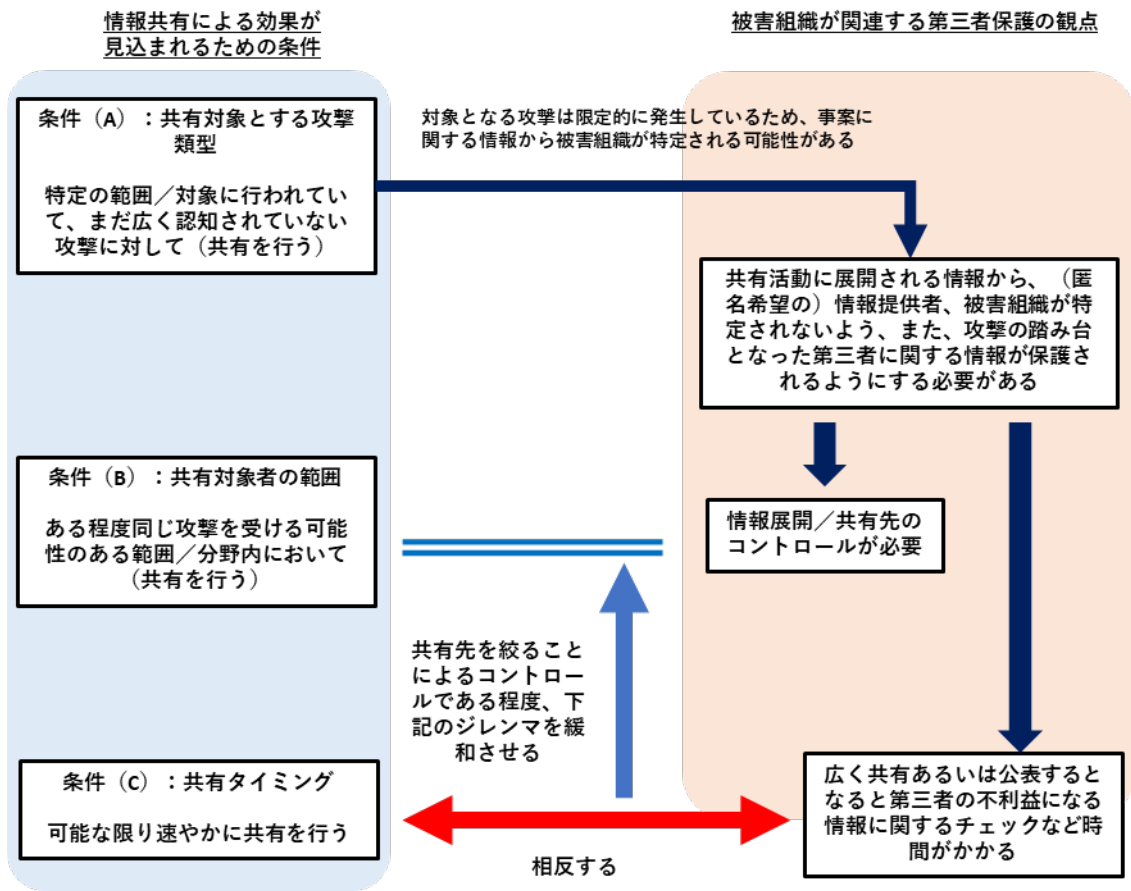 情報共有による効果が
見込まれるための条件
被害組織が関連する第三者保護の観点
条件（A）：共有対象とする攻撃
類型
特定の範囲／対象に行われてい
て、まだ広く認知されていない
攻撃に対して（共有を行う）
対象となる攻撃は限定的に発生しているため、事案に
関する情報から被害組織が特定される可能性がある
共有活動に展開される情報から、（匿
名希望の）情報提供者、被害組織が特
定されないよう、また、攻撃の踏み台
となった第三者に関する情報が保護さ
れるようにする必要がある
条件（B）：共有対象者の範囲
ある程度同じ攻撃を受ける可能
性のある範囲／分野内において
（共有を行う）
情報展開／共有先の
コントロールが必要
共有先を絞ること
によるコントロー
ルである程度、下
記のジレンマを緩
和させる
条件（C）：共有タイミング
可能な限り速やかに共有を行う
広く共有あるいは公表すると
なると第三者の不利益になる
情報に関するチェックなど時
間がかかる
相反する